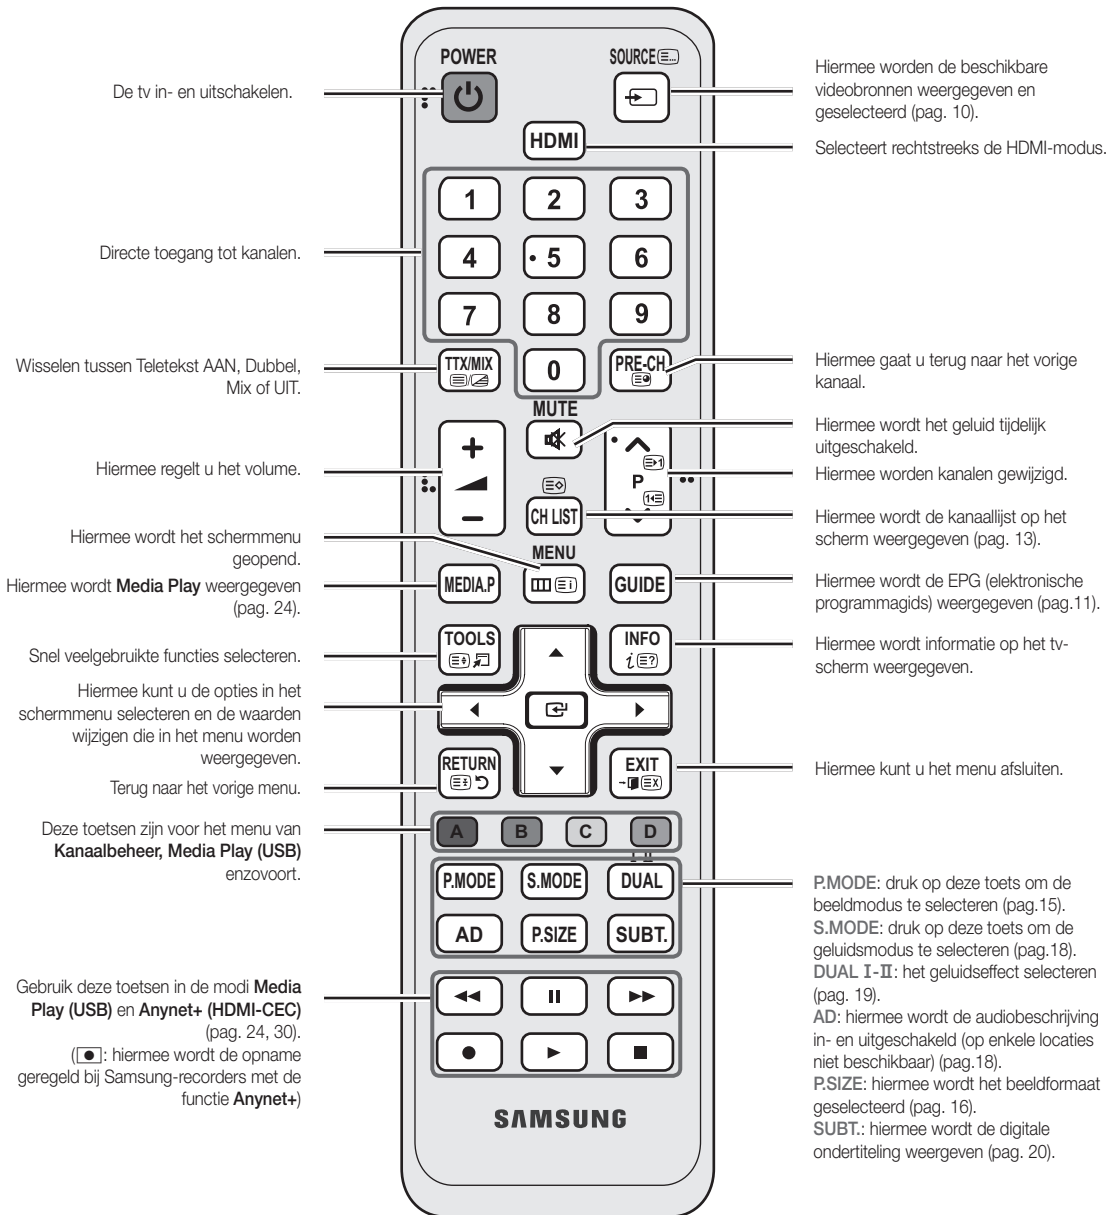 POWER
SOURCE
De tv in- en uitschakelen.
Hiermee worden de beschikbare
videobronnen weergegeven en
geselecteerd (pag. 10).
HDMI
Selecteert rechtstreeks de HDMI-modus.
1 2 3
Directe toegang tot kanalen.
4 5 6
7 8 9
Wisselen tussen Teletekst AAN, Dubbel,
Mix of UIT.
TTX/MIX
0
PRE-CH
Hiermee gaat u terug naar het vorige
kanaal.
MUTE
Hiermee wordt het geluid tijdelijk
uitgeschakeld.
Hiermee regelt u het volume.
+
−
P
Hiermee worden kanalen gewijzigd.
CH LIST
Hiermee wordt de kanaallijst op het
scherm weergegeven (pag. 13).
Hiermee wordt het schermmenu
geopend.
MENU
Hiermee wordt Media Play weergegeven
(pag. 24).
MEDIA.P
GUIDE
Hiermee wordt de EPG (elektronische
programmagids) weergegeven (pag.11).
Snel veelgebruikte functies selecteren.
TOOLS
INFO
i
Hiermee wordt informatie op het tv-
scherm weergegeven.
Hiermee kunt u de opties in het
schermmenu selecteren en de waarden
wijzigen die in het menu worden
weergegeven.
Terug naar het vorige menu.
RETURN
EXIT
Hiermee kunt u het menu afsluiten.
Deze toetsen zijn voor het menu van
Kanaalbeheer, Media Play (USB)
enzovoort.
A B C D
I-II
P.MODE S.MODE DUAL
AD P.SIZE SUBT.
P.MODE: druk op deze toets om de
beeldmodus te selecteren (pag.15).
S.MODE: druk op deze toets om de
geluidsmodus te selecteren (pag.18).
DUAL I-II: het geluidseffect selecteren
(pag. 19).
AD: hiermee wordt de audiobeschrijving
in- en uitgeschakeld (op enkele locaties
niet beschikbaar) (pag.18).
P.SIZE: hiermee wordt het beeldformaat
geselecteerd (pag. 16).
SUBT.: hiermee wordt de digitale
ondertiteling weergeven (pag. 20).
Gebruik deze toetsen in de modi Media
Play (USB) en Anynet+ (HDMI-CEC)
(pag. 24, 30).
(: hiermee wordt de opname
geregeld bij Samsung-recorders met de
functie Anynet+)
SAMSUNG